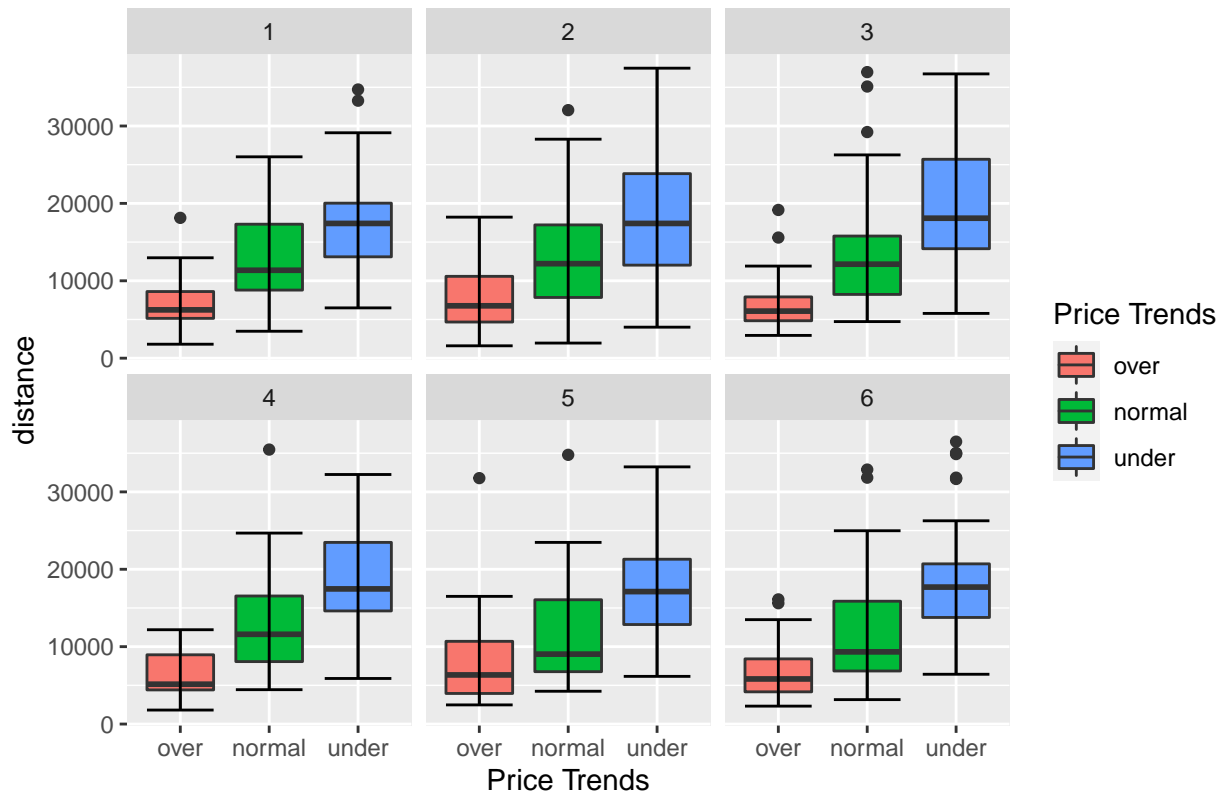 1
2
3
30000
20000
10000
0
4
5
6
30000
20000
10000
0
distance
over
normal
under
over
normal
under
over
normal
under
Price Trends
Price Trends
over
normal
under